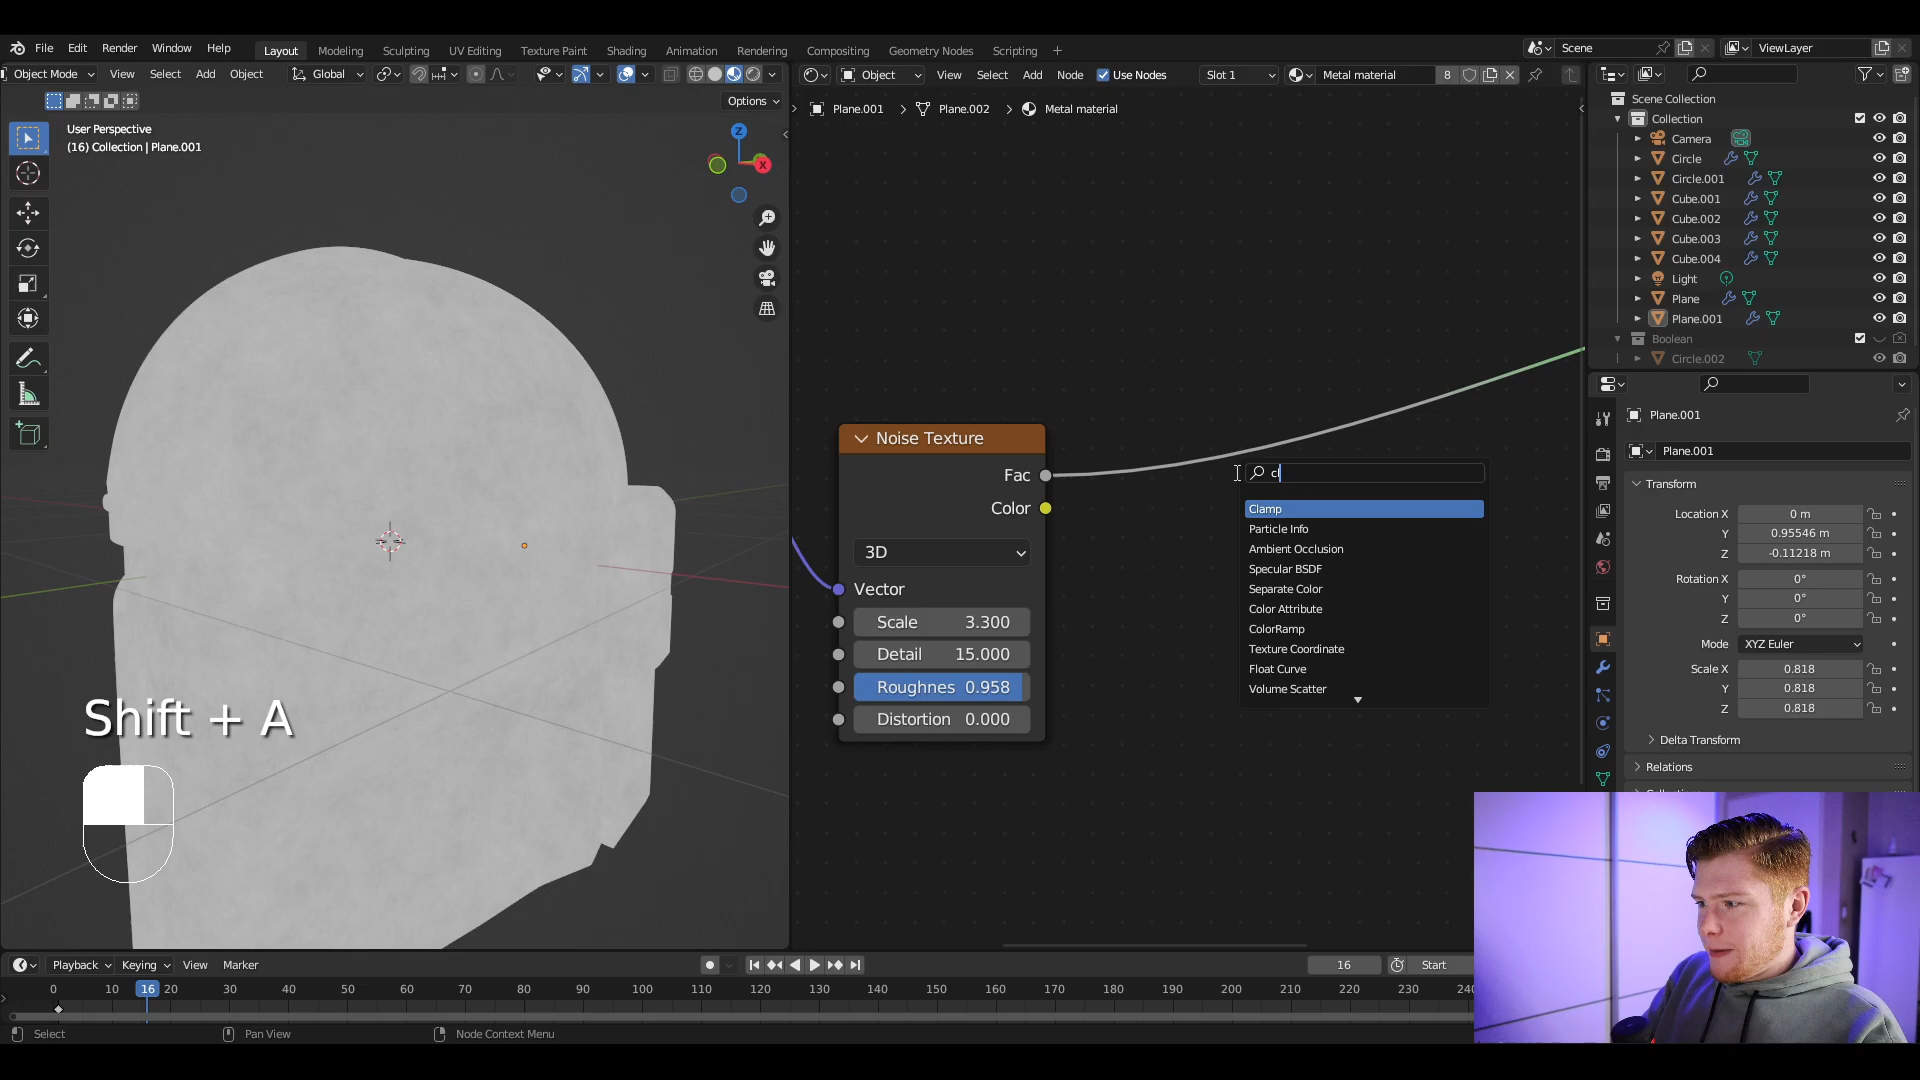 File Edit Render Window Help Layout Modeling Sculpting UV Editing Texture Paint Shading Animation Rendering Compositing Geometry Nodes Scripting + Scene ViewLayer
Object Mode View Select Add Object Global Object View Select Add Node Use Nodes Slot 1 Metal material 8
Options
Plane.001 > Plane.002 > Metal material
User Perspective
(16) Collection | Plane.001
Z
X
Scene Collection
Collection
Camera
Circle
Circle.001
Cube.001
Cube.002
Cube.003
Cube.004
Light
Plane
Plane.001
Boolean
Circle.002
Noise Texture
Fac
Color
3D
Vector
Scale 3.300
Detail 15.000
Roughnes 0.958
Distortion 0.000
cl
Clamp
Particle Info
Ambient Occlusion
Specular BSDF
Separate Color
Color Attribute
ColorRamp
Texture Coordinate
Float Curve
Volume Scatter
Plane.001
Plane.001
Transform
Location X 0 m
Y 0.95546 m
Z -0.11218 m
Rotation X 0°
Y 0°
Z 0°
Mode XYZ Euler
Scale X 0.818
Y 0.818
Z 0.818
Delta Transform
Relations
Shift + A
Playback Keying View Marker 16 Start
0 10 16 20 30 40 50 60 70 80 90 100 110 120 130 140 150 160 170 180 190 200 210 220 230
Select Pan View Node Context Menu